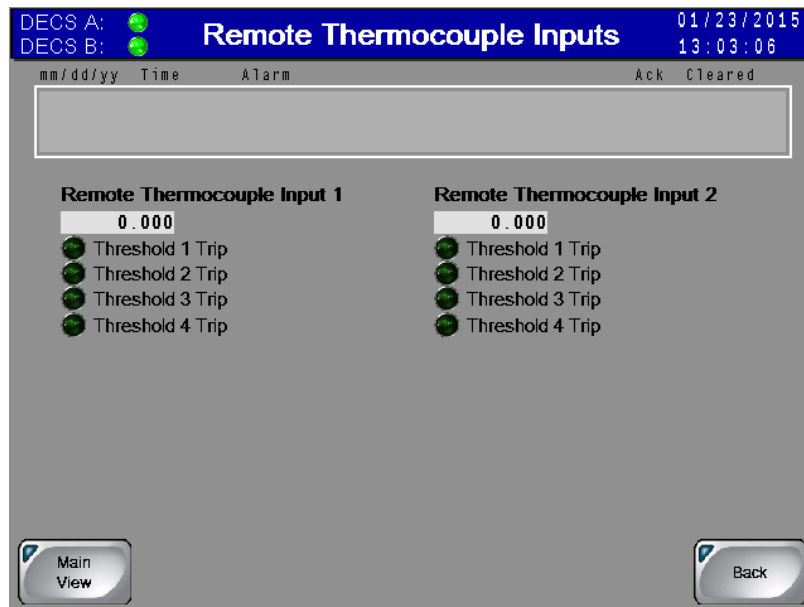 DECS A:
DECS B:
Remote Thermocouple Inputs
01/23/2015
13:03:06
mm/dd/yy Time Alarm Ack Cleared
Remote Thermocouple Input 1
0.000
Threshold 1 Trip
Threshold 2 Trip
Threshold 3 Trip
Threshold 4 Trip
Remote Thermocouple Input 2
0.000
Threshold 1 Trip
Threshold 2 Trip
Threshold 3 Trip
Threshold 4 Trip
Main
View
Back